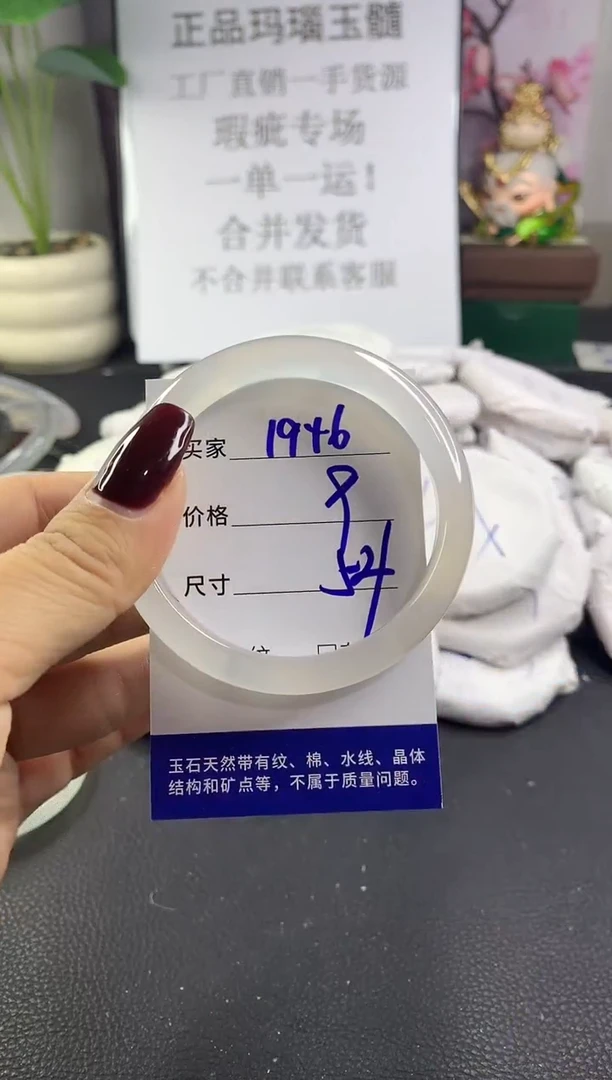 正品玛瑙玉髓
工厂直销一手货源
瑕疵专场
一单一运！
合并发货
不合并联系客服
买家 1946
价格 9
尺寸 54
玉石天然带有纹、棉、水线、晶体
结构和矿点等，不属于质量问题。